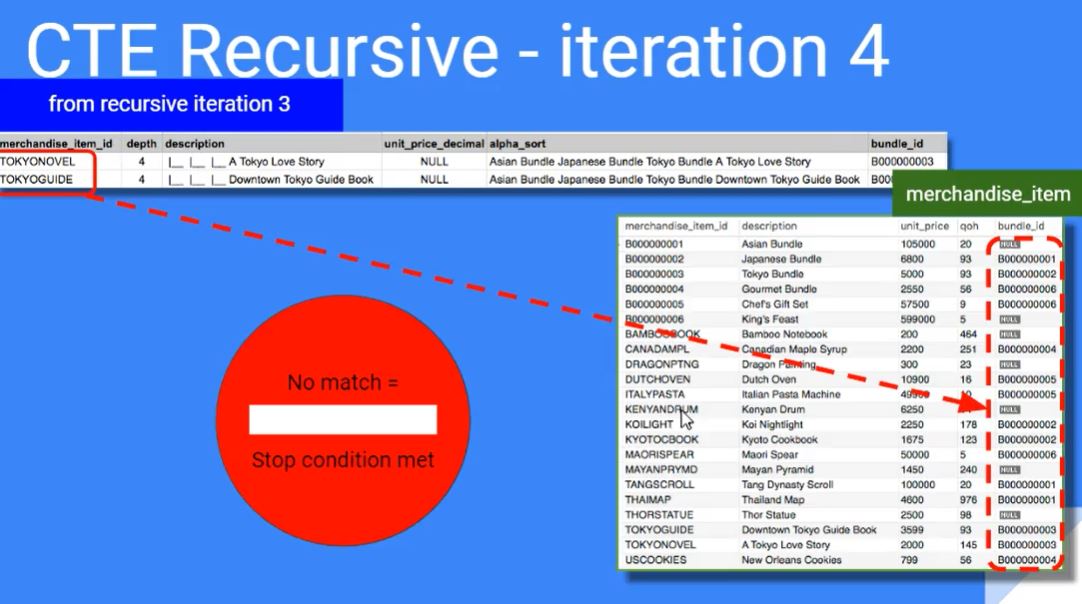 CTE Recursive - iteration 4
from recursive iteration 3
merchandise_item_id depth description unit_price_decimal alpha_sort bundle_id
TOKYONOVEL 4 |__ |__ |__ A Tokyo Love Story NULL Asian Bundle Japanese Bundle Tokyo Bundle A Tokyo Love Story B000000003
TOKYOGUIDE 4 |__ |__ |__ Downtown Tokyo Guide Book NULL Asian Bundle Japanese Bundle Tokyo Bundle Downtown Tokyo Guide Book
merchandise_item
merchandise_item_id description unit_price qoh bundle_id
B000000001 Asian Bundle 105000 20 NULL
B000000002 Japanese Bundle 6800 93 B000000001
B000000003 Tokyo Bundle 5000 93 B000000002
B000000004 Gourmet Bundle 2550 56 B000000006
B000000005 Chef's Gift Set 57500 9 B000000006
B000000006 King's Feast 599000 5 NULL
BAMBOOBOOK Bamboo Notebook 200 464 NULL
CANADAMPL Canadian Maple Syrup 2200 251 B000000004
DRAGONPTNG Dragon Painting 300 23 NULL
DUTCHOVEN Dutch Oven 10900 16 B000000005
ITALYPASTA Italian Pasta Machine B000000005
KENYANDRUM Kenyan Drum 6250 NULL
KOILIGHT Koi Nightlight 2250 178 B000000002
KYOTOCBOOK Kyoto Cookbook 1675 123 B000000002
MAORISPEAR Maori Spear 50000 5 B000000006
MAYANPRYMD Mayan Pyramid 1450 240 NULL
TANGSCROLL Tang Dynasty Scroll 100000 20 B000000001
THAIMAP Thailand Map 4600 976 B000000001
THORSTATUE Thor Statue 2500 98 NULL
TOKYOGUIDE Downtown Tokyo Guide Book 3599 93 B000000003
TOKYONOVEL A Tokyo Love Story 2000 145 B000000003
USCOOKIES New Orleans Cookies 799 56 B000000004
No match =
Stop condition met